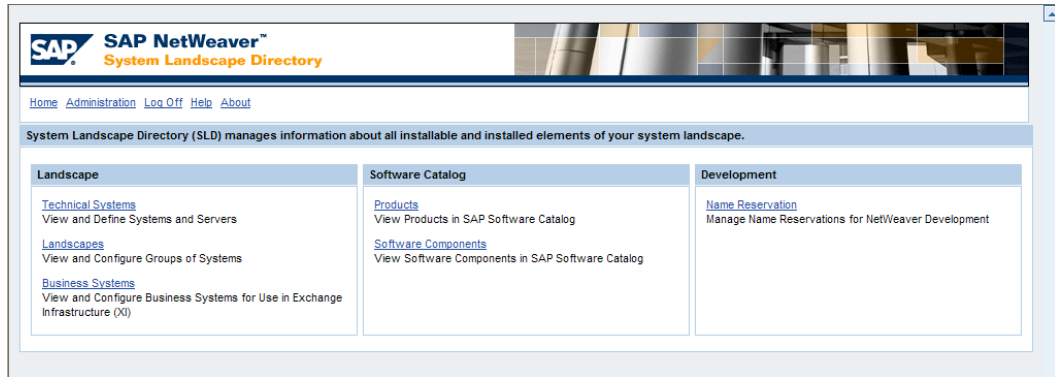 SAP
SAP NetWeaver™
System Landscape Directory
Home Administration Log Off Help About
System Landscape Directory (SLD) manages information about all installable and installed elements of your system landscape.
Landscape
Technical Systems
View and Define Systems and Servers
Landscapes
View and Configure Groups of Systems
Business Systems
View and Configure Business Systems for Use in Exchange
Infrastructure (XI)
Software Catalog
Products
View Products in SAP Software Catalog
Software Components
View Software Components in SAP Software Catalog
Development
Name Reservation
Manage Name Reservations for NetWeaver Development